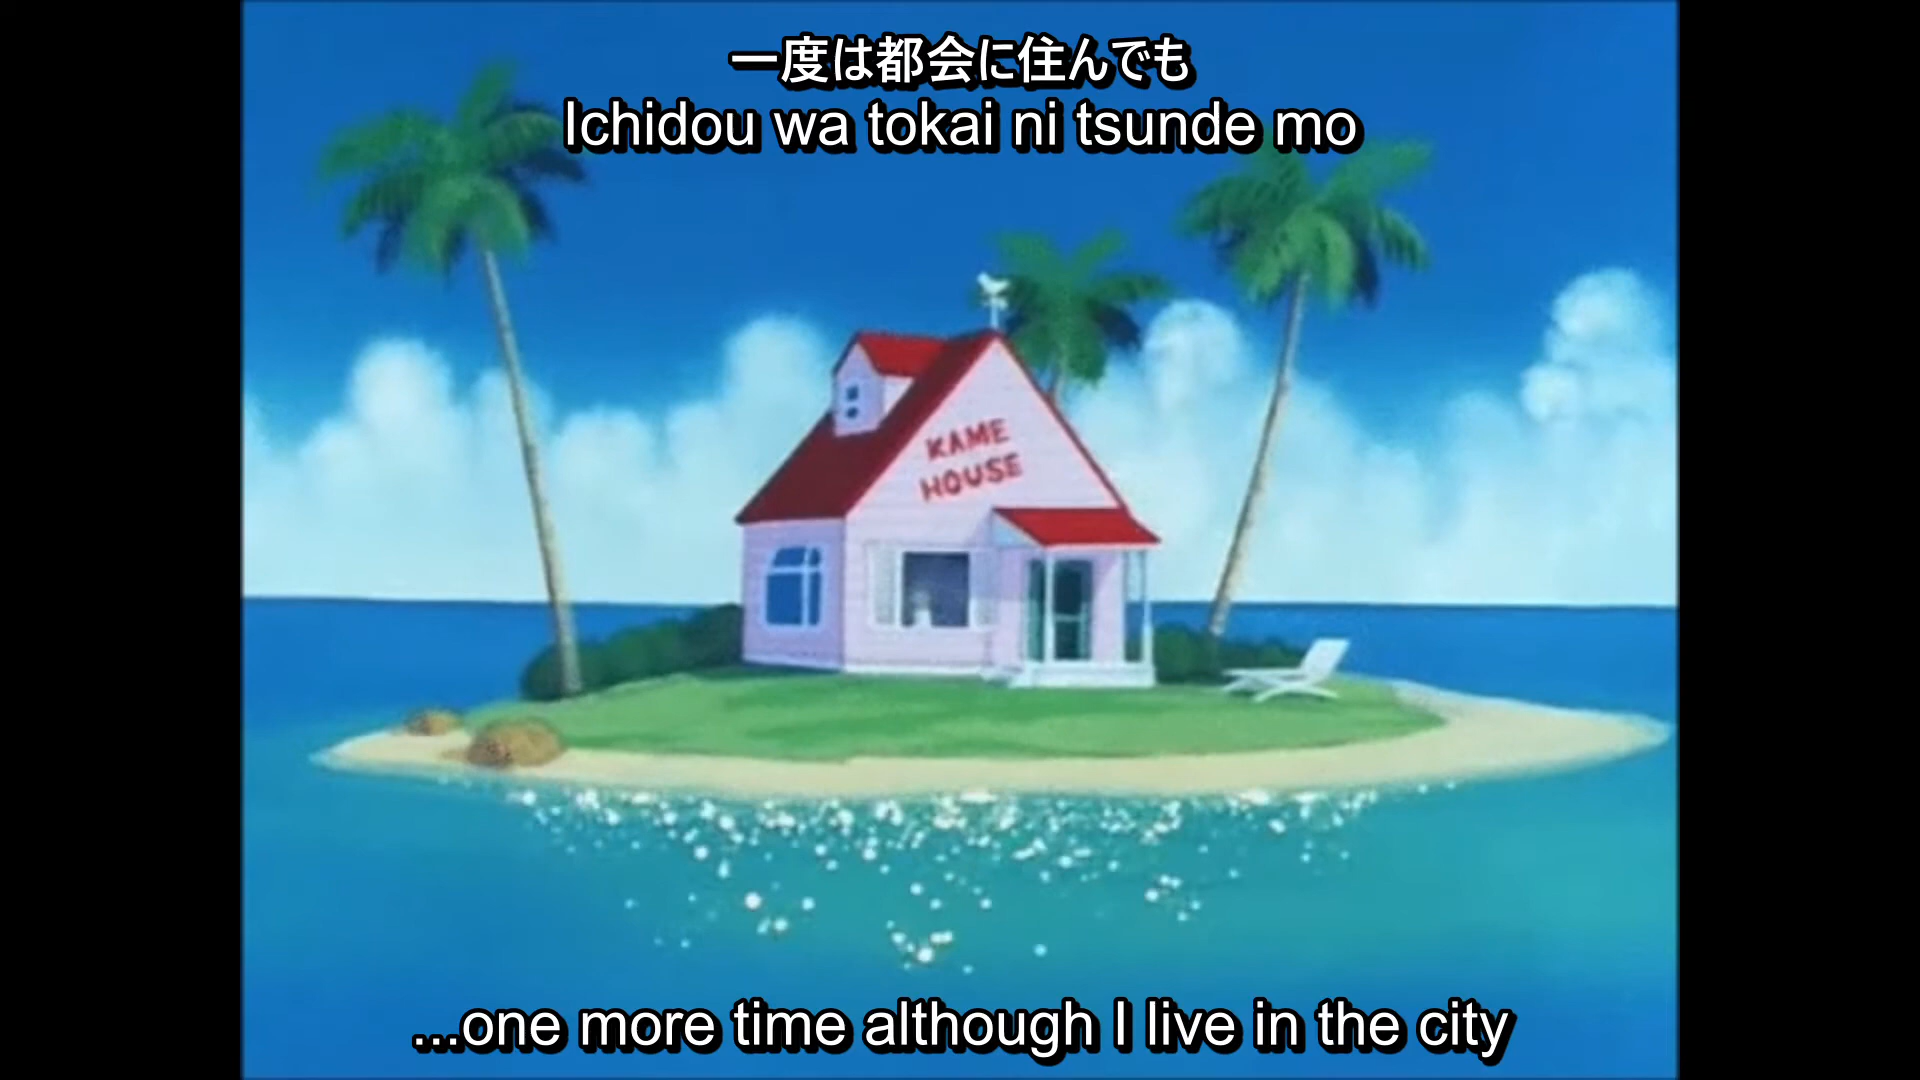 一度は都会に住んでも
Ichidou wa tokai ni tsunde mo
KAME
HOUSE
...one more time although I live in the city